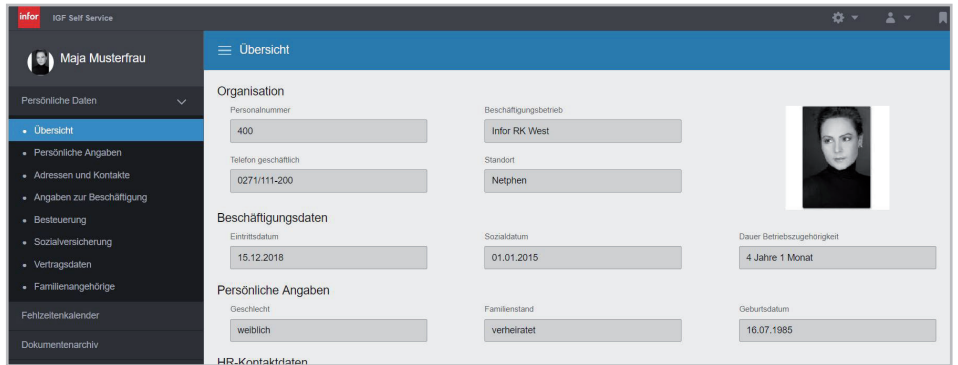 infor IGF Self Service
Maja Musterfrau
Persönliche Daten
Übersicht
Persönliche Angaben
Adressen und Kontakte
Angaben zur Beschäftigung
Besteuerung
Sozialversicherung
Vertragsdaten
Familienangehörige
Fehlzeitenkalender
Dokumentenarchiv
Übersicht
Organisation
Personalnummer Beschäftigungsbetrieb
400 Infor RK West
Telefon geschäftlich Standort
0271/111-200 Netphen
Beschäftigungsdaten
Eintrittsdatum Sozialdatum Dauer Betriebszugehörigkeit
15.12.2018 01.01.2015 4 Jahre 1 Monat
Persönliche Angaben
Geschlecht Familienstand Geburtsdatum
weiblich verheiratet 16.07.1985
HR-Kontaktdaten